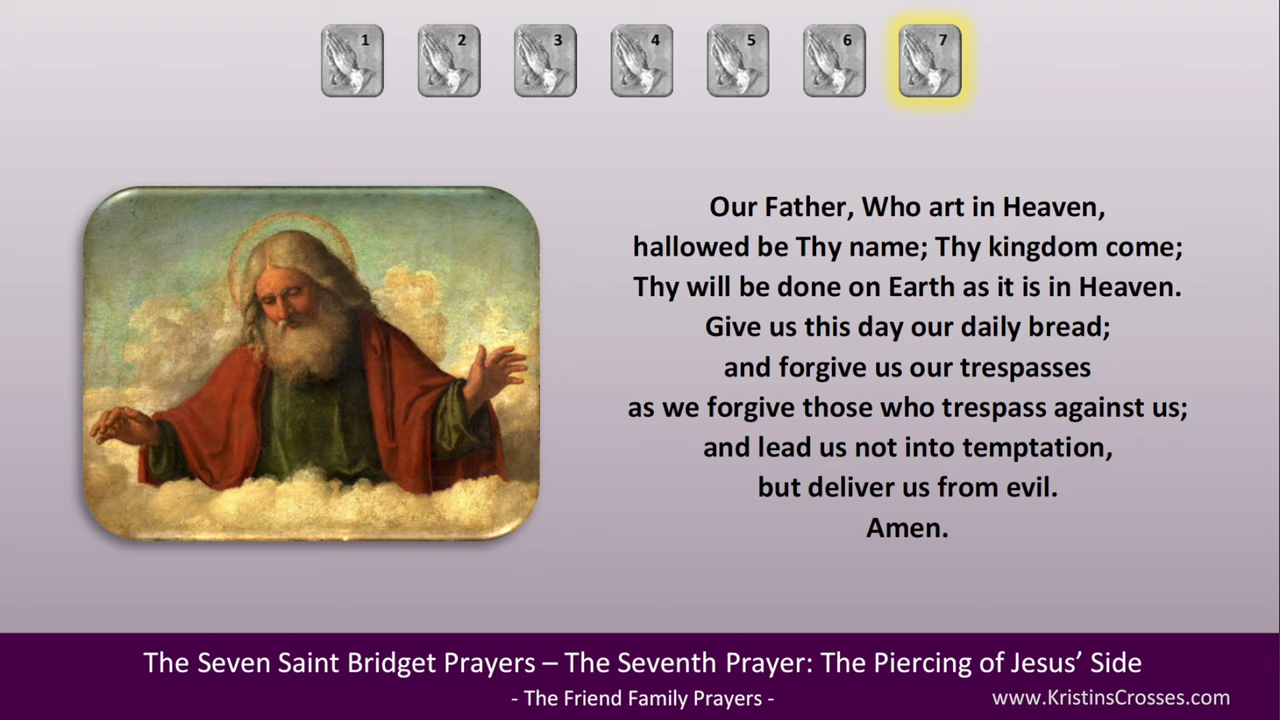 1 2 3 4 5 6 7
Our Father, Who art in Heaven,
hallowed be Thy name; Thy kingdom come;
Thy will be done on Earth as it is in Heaven.
Give us this day our daily bread;
and forgive us our trespasses
as we forgive those who trespass against us;
and lead us not into temptation,
but deliver us from evil.
Amen.
The Seven Saint Bridget Prayers – The Seventh Prayer: The Piercing of Jesus’ Side
- The Friend Family Prayers -
www.KristinsCrosses.com